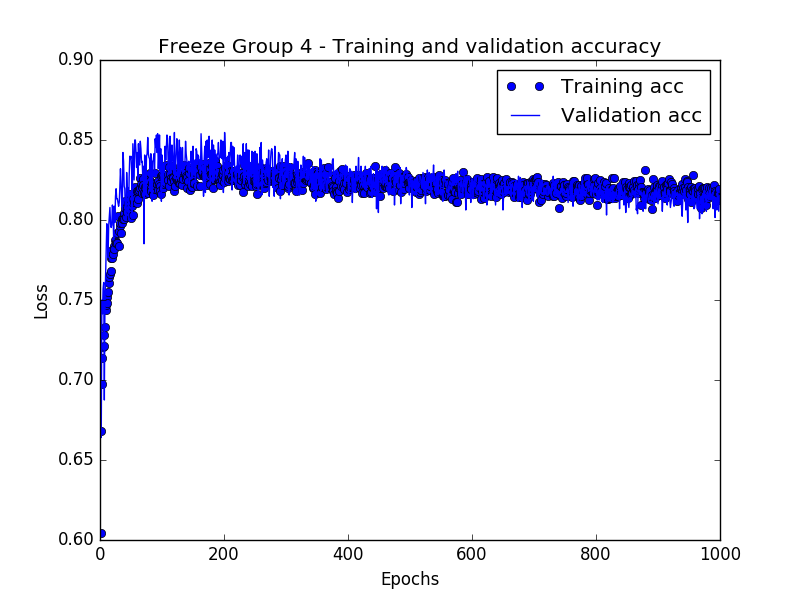 Freeze Group 4 - Training and validation accuracy
0.90
Training acc
Validation acc
0.85
0.80
0.75
Loss
0.70
0.65
0.60
0 200 400 600 800 1000
Epochs